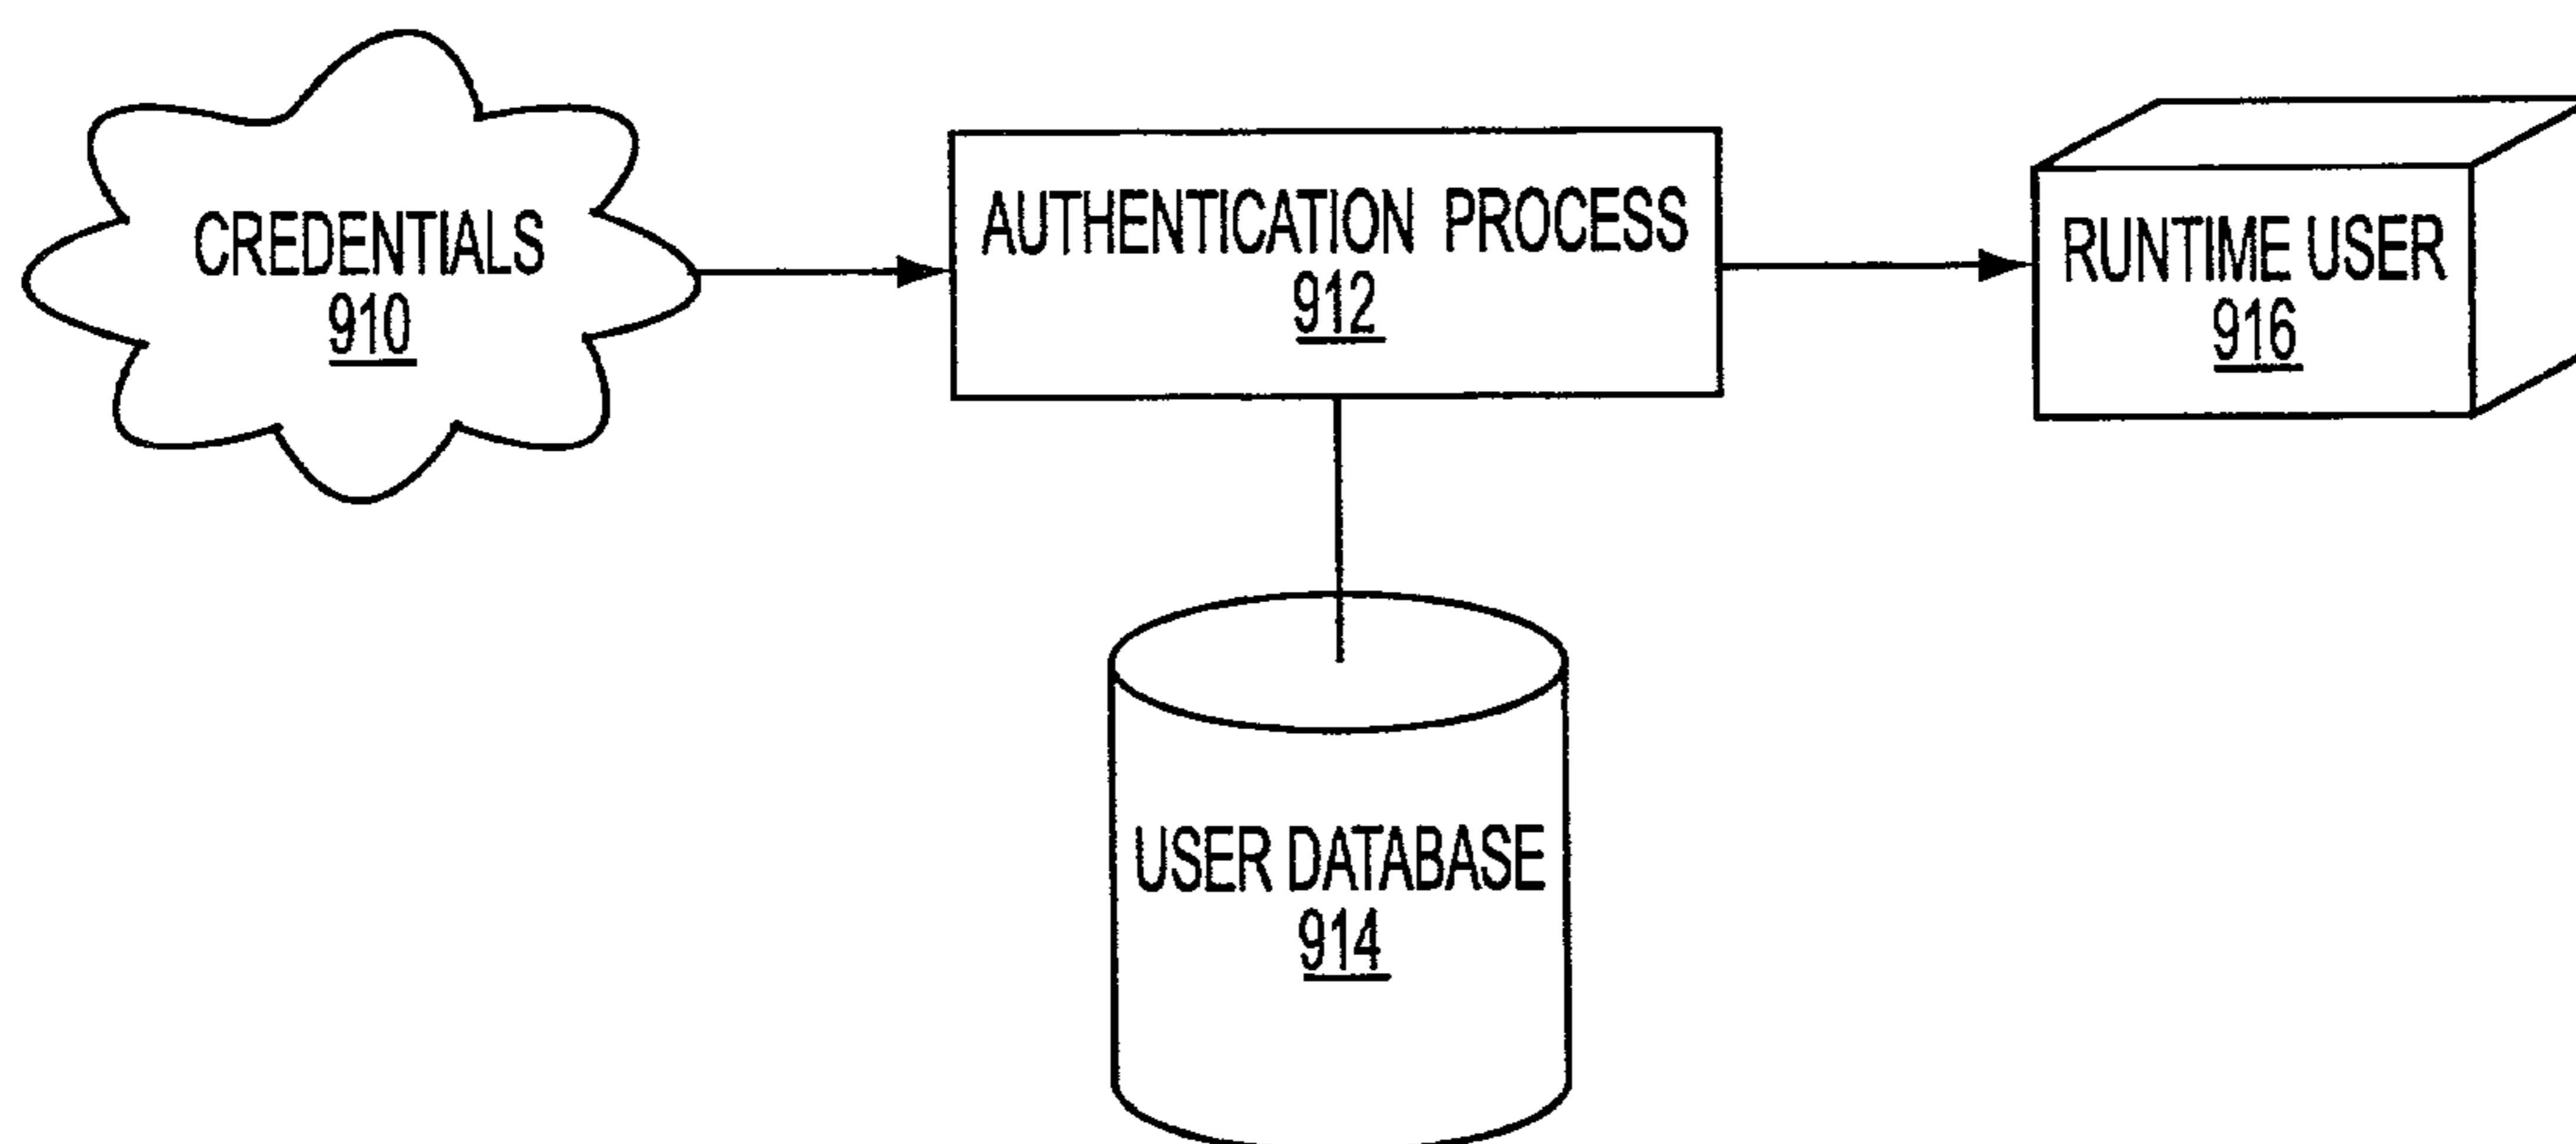 CREDENTIALS
910
AUTHENTICATION PROCESS
912
RUNTIME USER
916
USER DATABASE
914